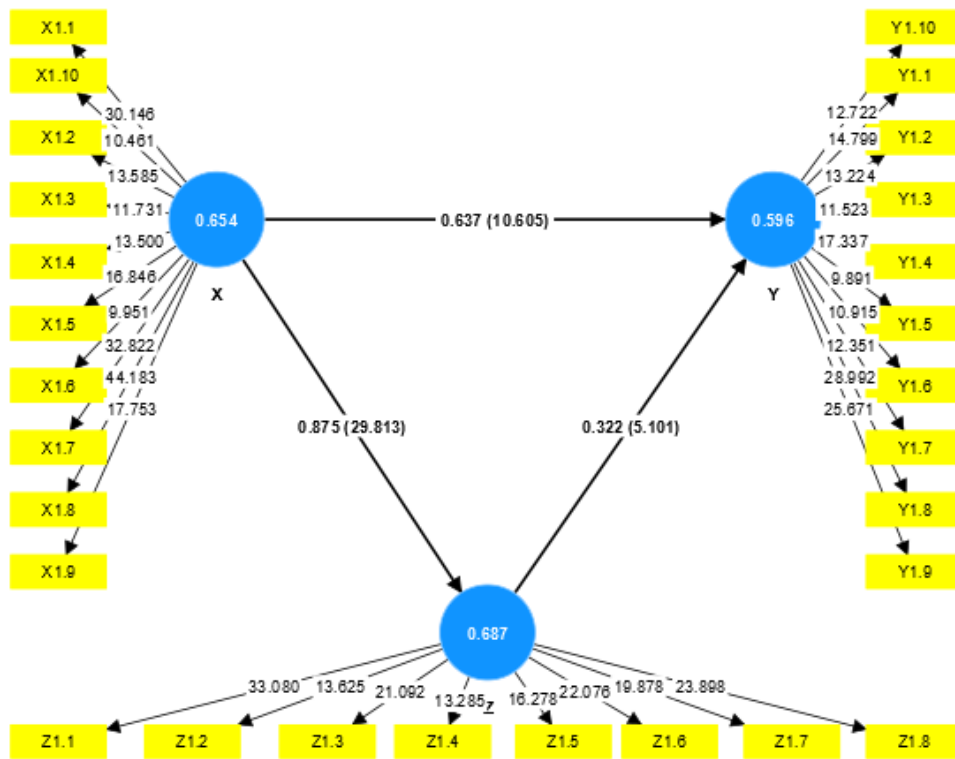 X1.1
Y1.10
X1.10
Y1.1
30.146
12.722
X1.2
10.461
14.799
Y1.2
13.585
13.224
X1.3
11.731
11.523
Y1.3
0.654
0.637 (10.605)
0.596
13.500
17.337
X1.4
16.846
9.891
Y1.4
X
Y
9.951
10.915
X1.5
Y1.5
32.822
12.351
X1.6
44.183
28.992
Y1.6
17.753
25.671
0.875 (29.813)
0.322 (5.101)
X1.7
Y1.7
X1.8
Y1.8
X1.9
Y1.9
0.687
33.080
13.625
21.092
13.285
Z
16.278
22.076
19.878
23.898
Z1.1
Z1.2
Z1.3
Z1.4
Z1.5
Z1.6
Z1.7
Z1.8